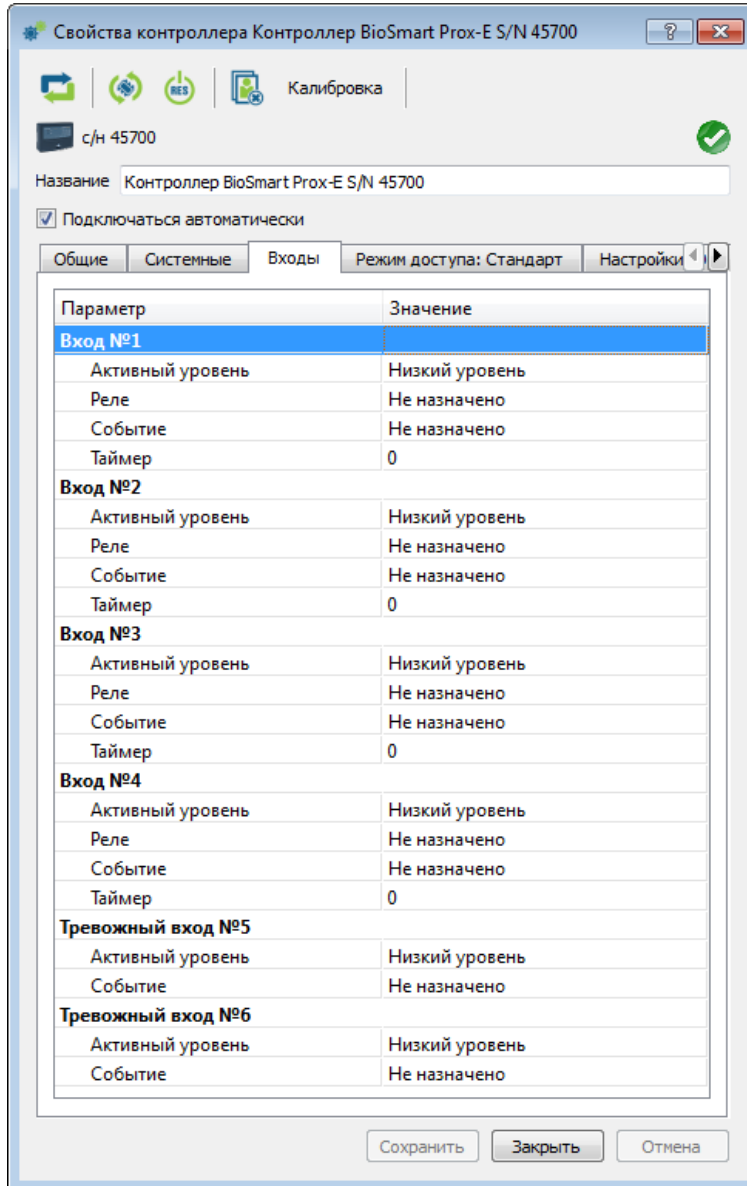 Свойства контроллера Контроллер BioSmart Prox-E S/N 45700
RES Калибровка
с/н 45700
Название Контроллер BioSmart Prox-E S/N 45700
Подключаться автоматически
Общие Системные Входы Режим доступа: Стандарт Настройки
Параметр Значение
Вход №1
Активный уровень Низкий уровень
Реле Не назначено
Событие Не назначено
Таймер 0
Вход №2
Активный уровень Низкий уровень
Реле Не назначено
Событие Не назначено
Таймер 0
Вход №3
Активный уровень Низкий уровень
Реле Не назначено
Событие Не назначено
Таймер 0
Вход №4
Активный уровень Низкий уровень
Реле Не назначено
Событие Не назначено
Таймер 0
Тревожный вход №5
Активный уровень Низкий уровень
Событие Не назначено
Тревожный вход №6
Активный уровень Низкий уровень
Событие Не назначено
Сохранить Закрыть Отмена